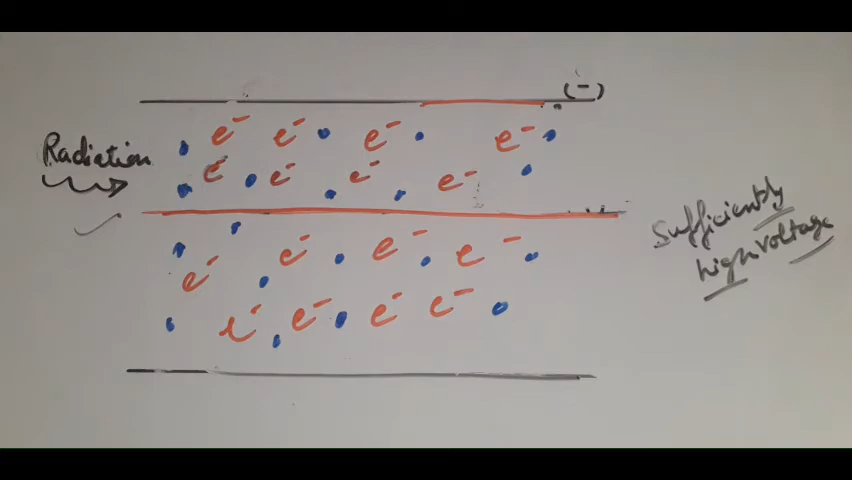 (-)
e⁻ e⁻ e⁻ e⁻
Radiation
e⁻ e⁻ e⁻ e⁻
Sufficiently
high voltage
e⁻ e⁻ e⁻ e⁻
e⁻ e⁻ e⁻ e⁻